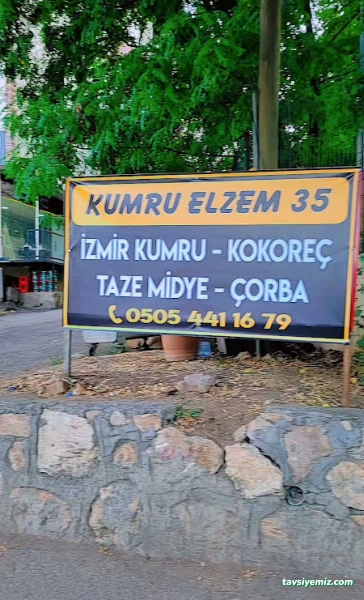 KUMRU ELZEM 35
İZMİR KUMRU - KOKOREÇ
TAZE MİDYE - ÇORBA
0505 441 16 79
tavsiyemiz.com